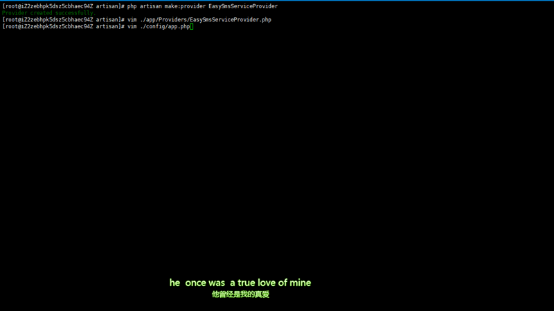 [root@iZ2zebhpk5dsz5cbhaec94Z artisan]# php artisan make:provider EasySmsServiceProvider
Provider created successfully.
[root@iZ2zebhpk5dsz5cbhaec94Z artisan]# vim ./app/Providers/EasySmsServiceProvider.php
[root@iZ2zebhpk5dsz5cbhaec94Z artisan]# vim ./config/app.php
he once was a true love of mine
他曾经是我的真爱